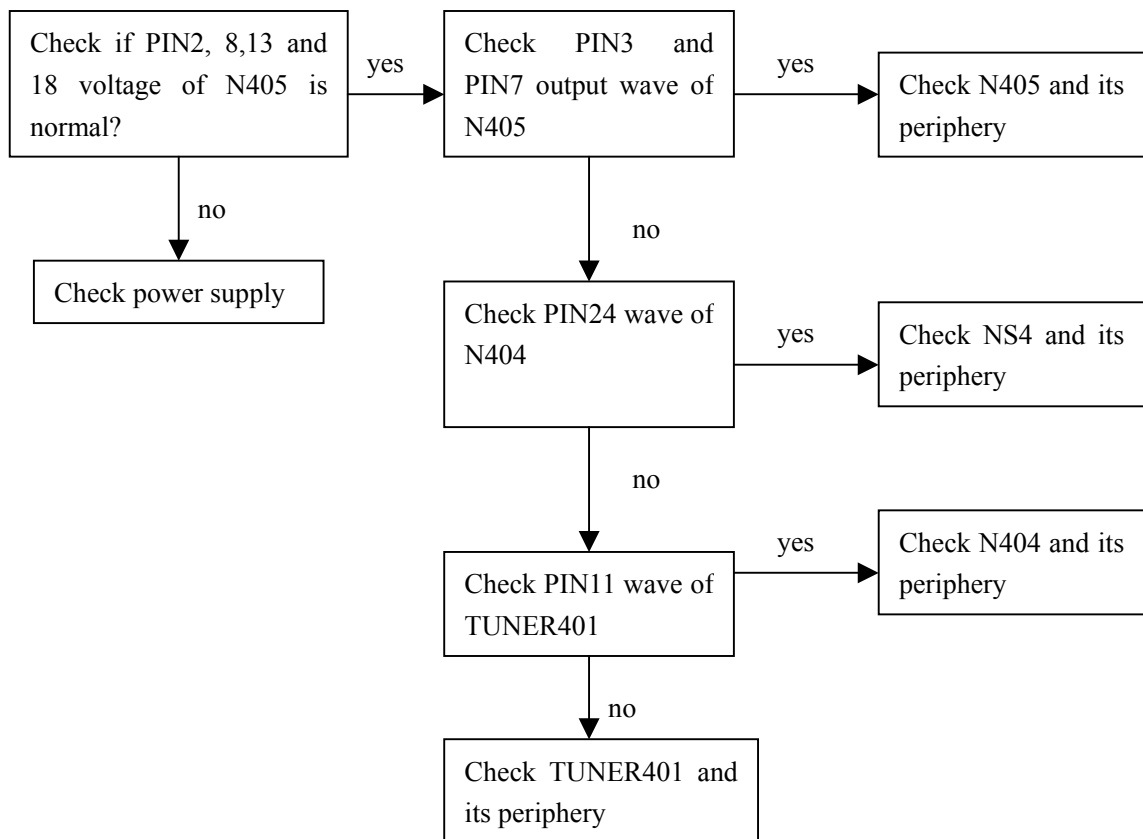 Check if PIN2, 8,13 and
18 voltage of N405 is
normal?
yes
Check PIN3 and
PIN7 output wave of
N405
yes
Check N405 and its
periphery
no
Check power supply
no
Check PIN24 wave of
N404
yes
Check NS4 and its
periphery
no
Check PIN11 wave of
TUNER401
yes
Check N404 and its
periphery
no
Check TUNER401 and
its periphery